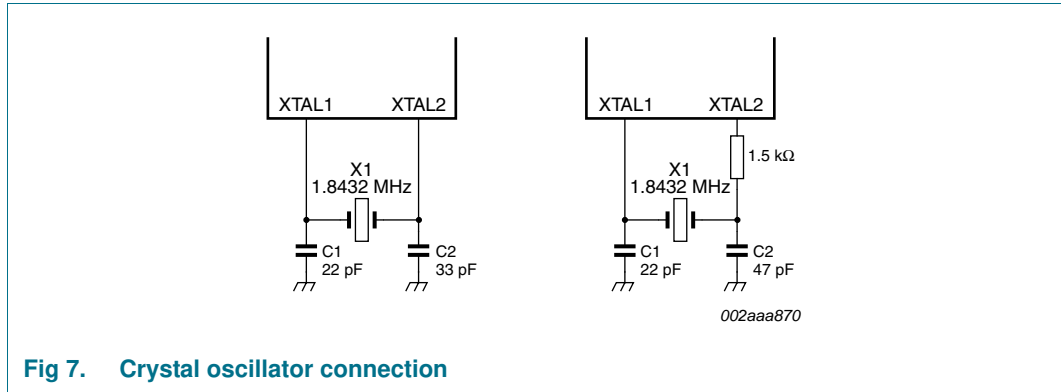 XTAL1 XTAL2
X1
1.8432 MHz
C1
22 pF
C2
33 pF
XTAL1 XTAL2
1.5 kΩ
X1
1.8432 MHz
C1
22 pF
C2
47 pF
002aaa870
Fig 7. Crystal oscillator connection